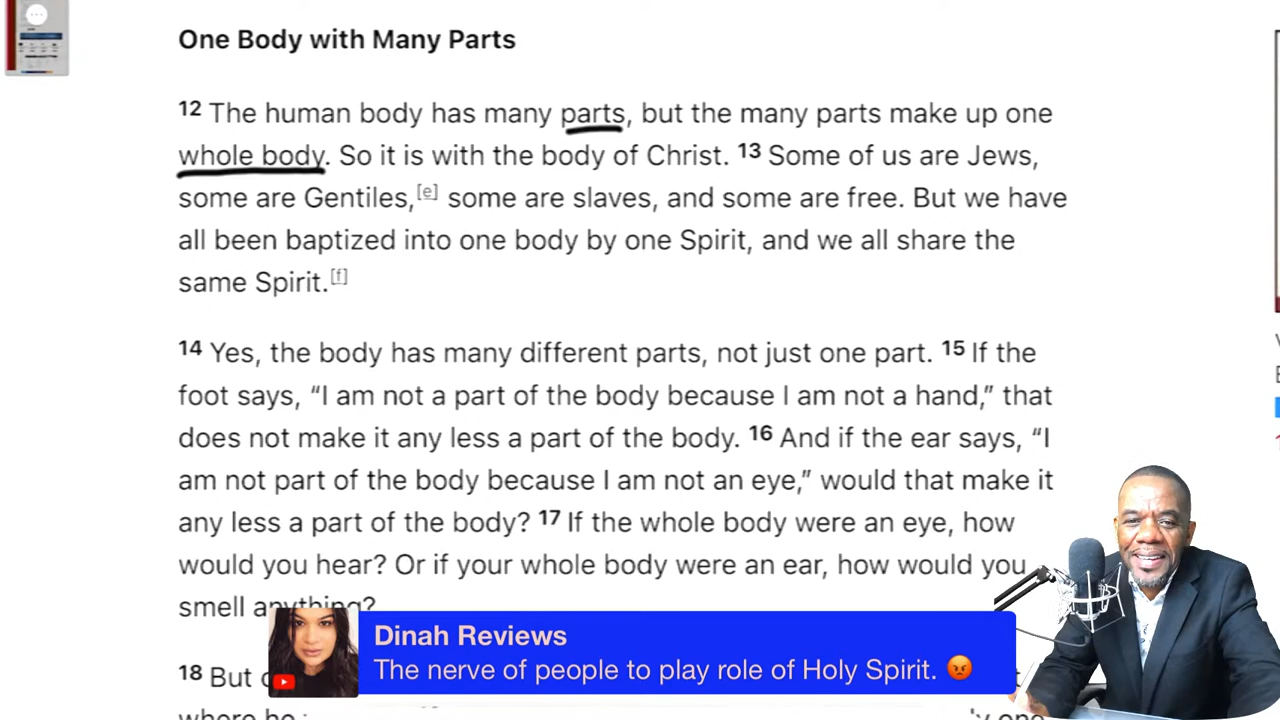 One Body with Many Parts
12 The human body has many parts, but the many parts make up one
whole body. So it is with the body of Christ. 13 Some of us are Jews,
some are Gentiles,[e] some are slaves, and some are free. But we have
all been baptized into one body by one Spirit, and we all share the
same Spirit.[f]
14 Yes, the body has many different parts, not just one part. 15 If the
foot says, “I am not a part of the body because I am not a hand,” that
does not make it any less a part of the body. 16 And if the ear says, “I
am not part of the body because I am not an eye,” would that make it
any less a part of the body? 17 If the whole body were an eye, how
would you hear? Or if your whole body were an ear, how would you
smell anything?
Dinah Reviews
The nerve of people to play role of Holy Spirit. 😡
18 But